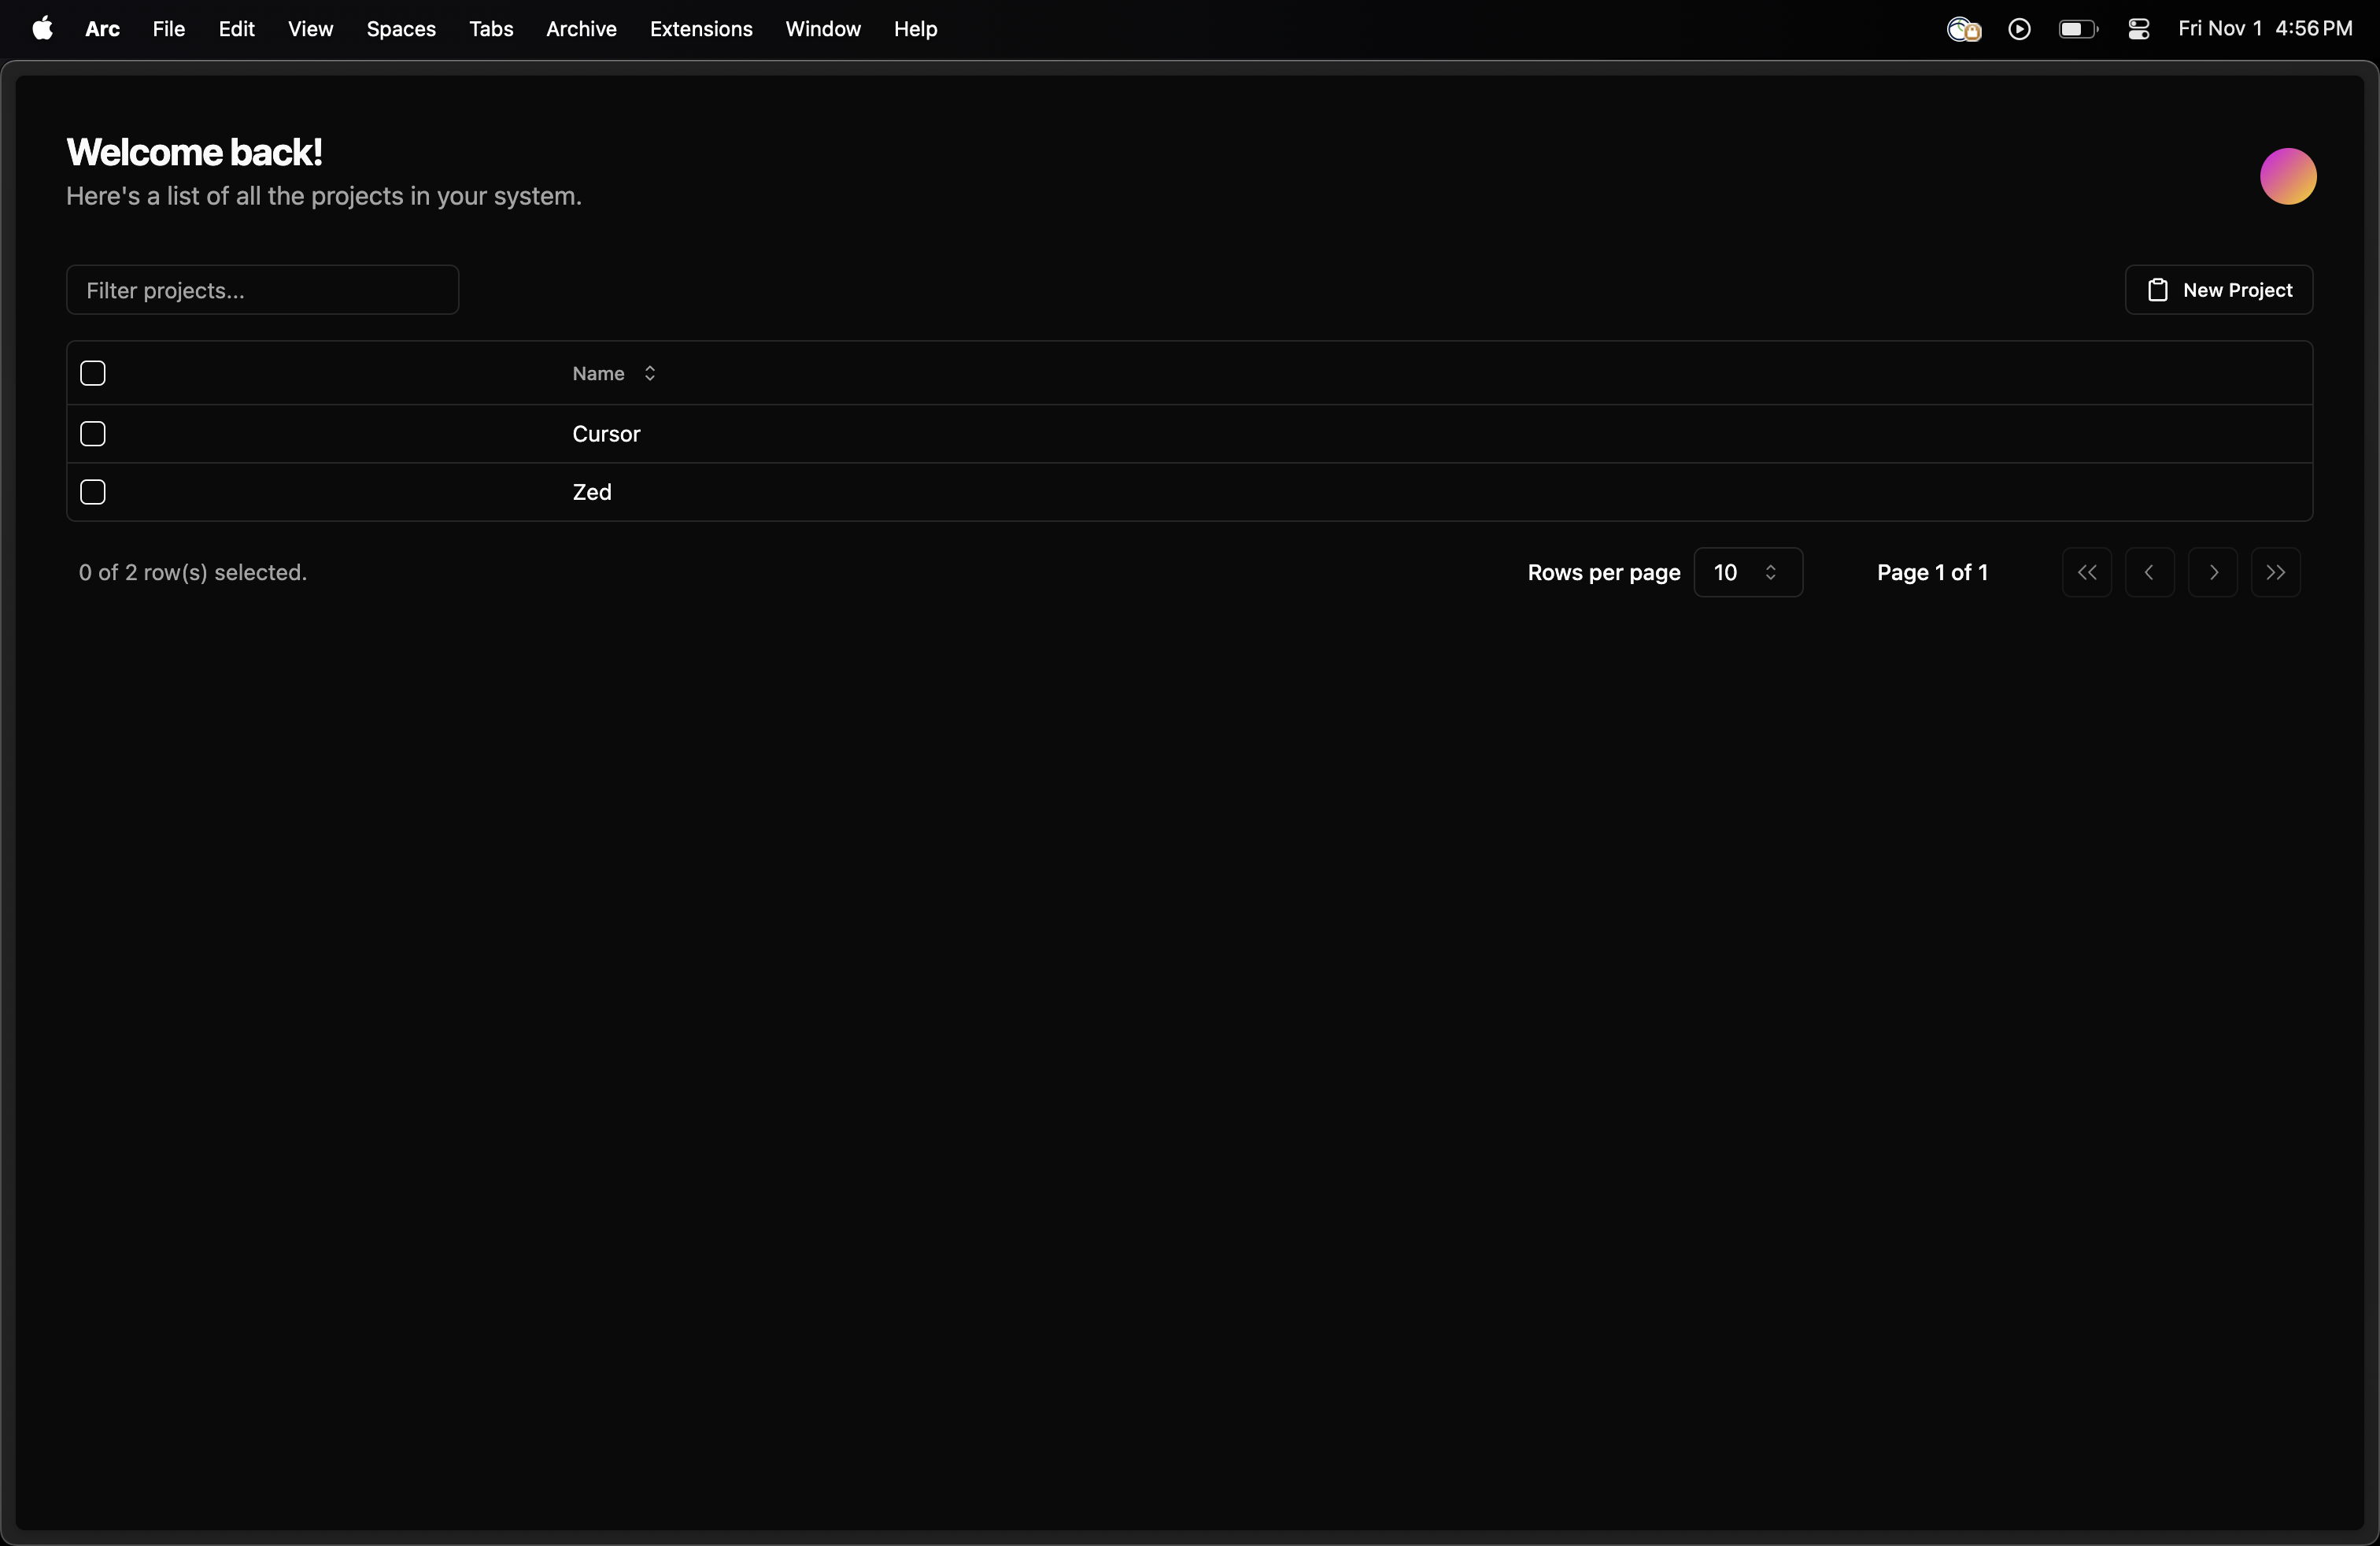 Arc File Edit View Spaces Tabs Archive Extensions Window Help Fri Nov 1 4:56 PM
Welcome back!
Here's a list of all the projects in your system.
Filter projects... New Project
Name
Cursor
Zed
0 of 2 row(s) selected. Rows per page 10 Page 1 of 1